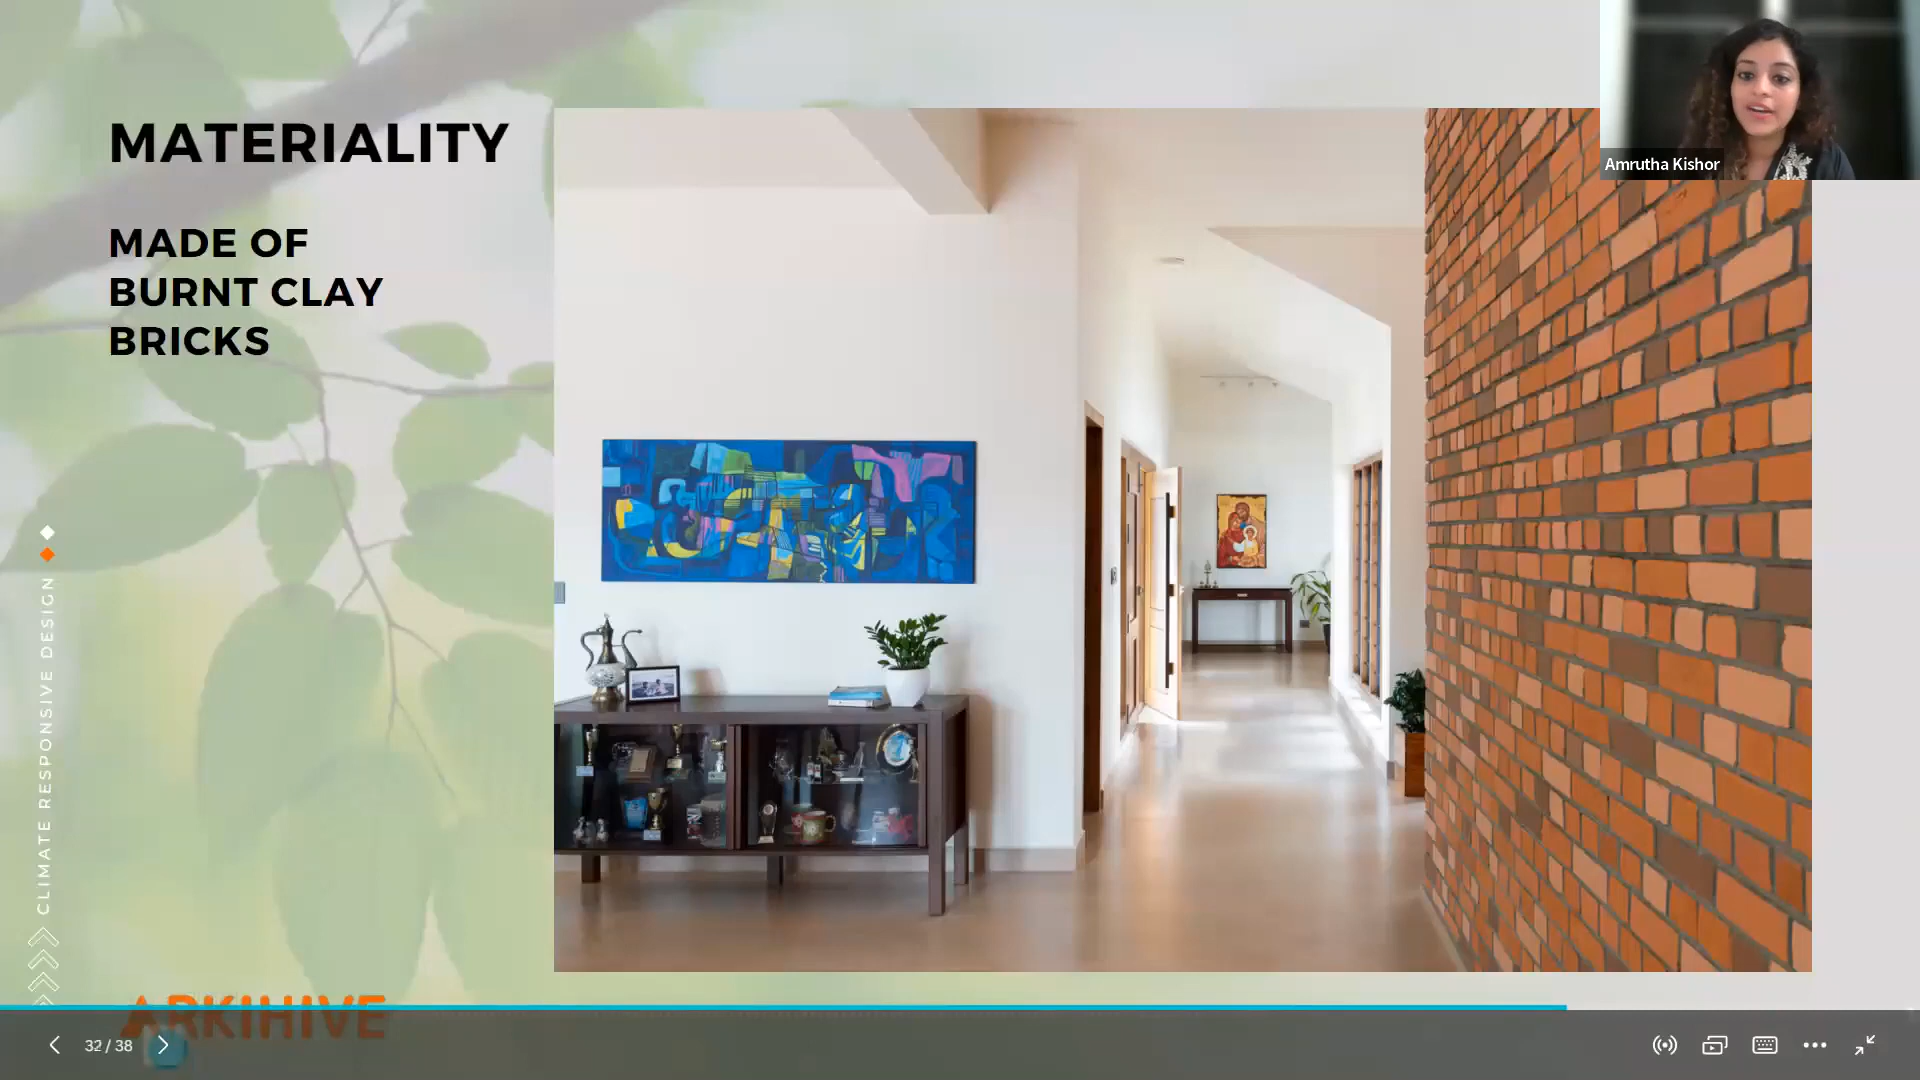 MATERIALITY
MADE OF
BURNT CLAY
BRICKS
Amrutha Kishor
CLIMATE RESPONSIVE DESIGN
ARKIHIVE
32 / 38